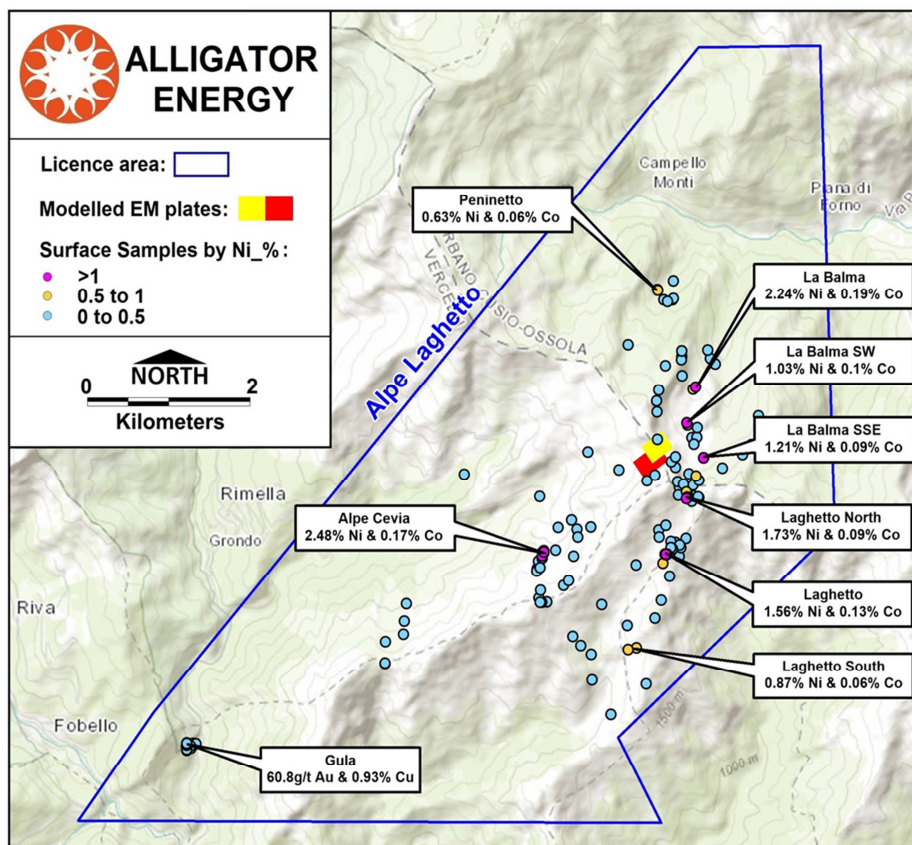 ALLIGATOR
ENERGY
Licence area:
Modelled EM plates:
Surface Samples by Ni_% :
>1
0.5 to 1
0 to 0.5
NORTH
0 2
Kilometers
Campello
Monti
Piana di
Forno
Peninetto
0.63% Ni & 0.06% Co
VERBANO-CUSIO-OSSOLA
Alpe Laghetto
La Balma
2.24% Ni & 0.19% Co
La Balma SW
1.03% Ni & 0.1% Co
La Balma SSE
1.21% Ni & 0.09% Co
Rimella
Grondo
Alpe Cevia
2.48% Ni & 0.17% Co
Laghetto North
1.73% Ni & 0.09% Co
Riva
Laghetto
1.56% Ni & 0.13% Co
Laghetto South
0.87% Ni & 0.06% Co
1500 m
Fobello
Gula
60.8g/t Au & 0.93% Cu
1000 m